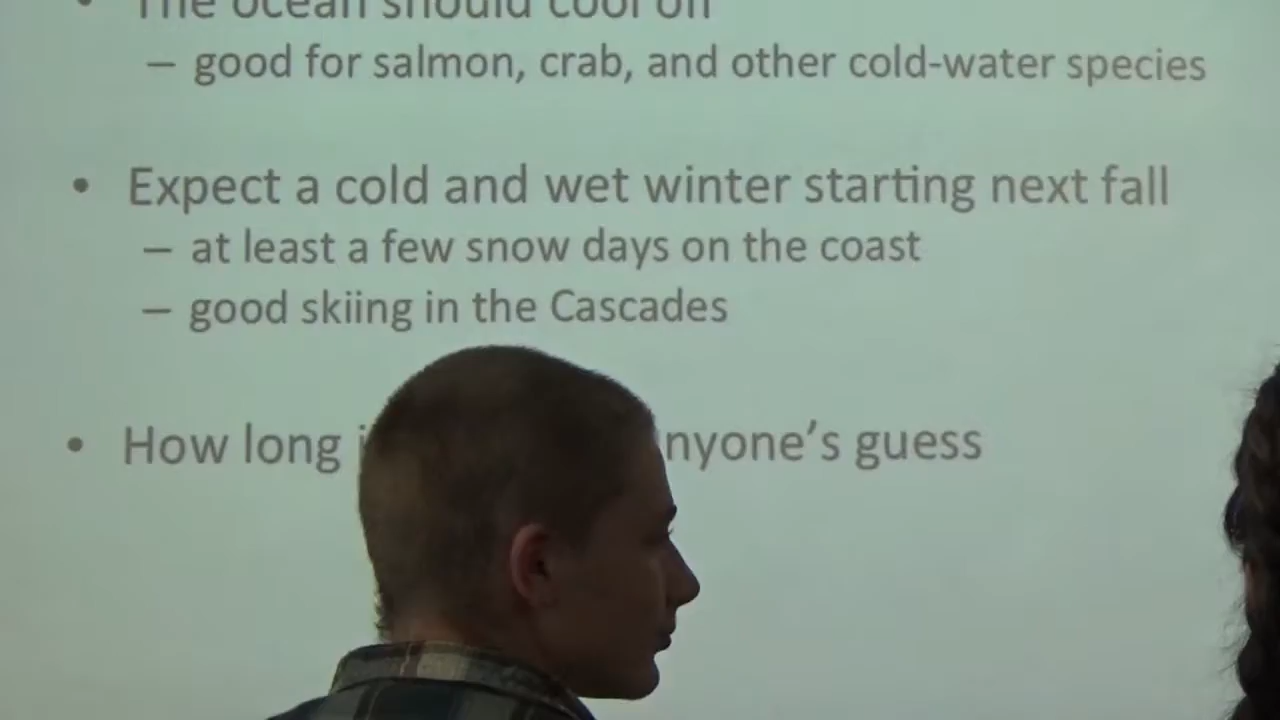 • The ocean should cool off
– good for salmon, crab, and other cold-water species
• Expect a cold and wet winter starting next fall
– at least a few snow days on the coast
– good skiing in the Cascades
• How long nyone's guess